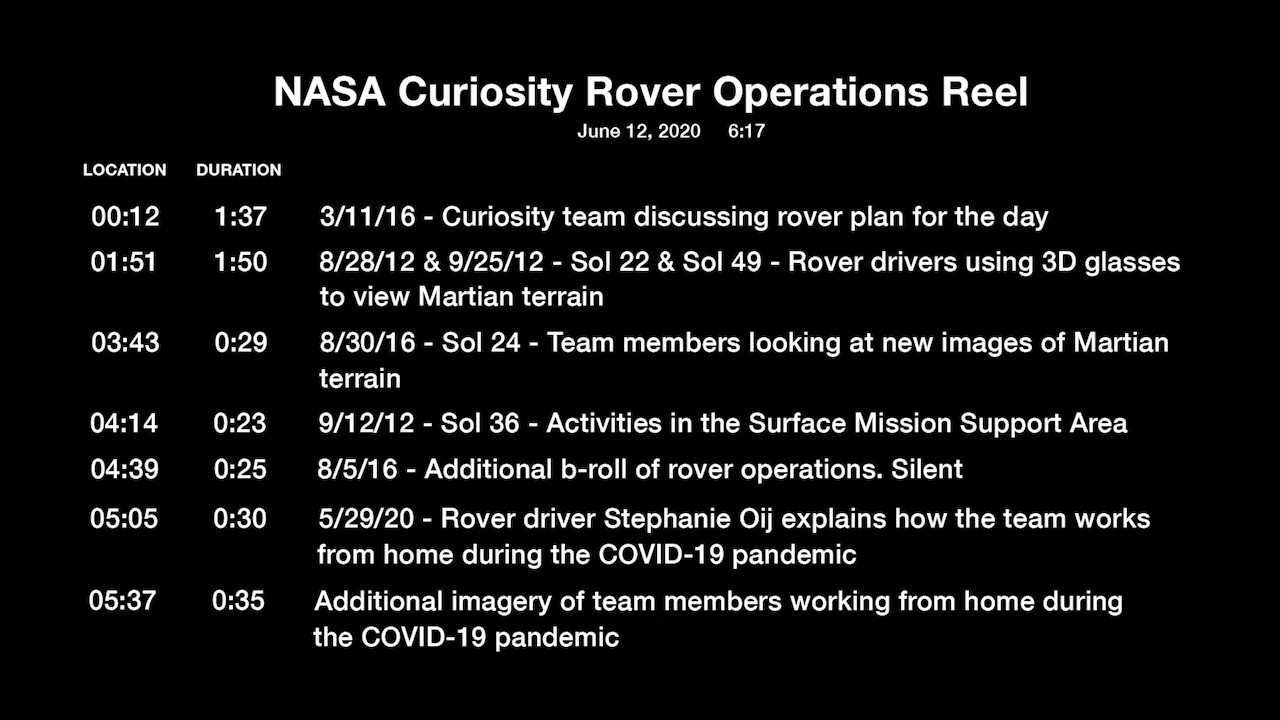 NASA Curiosity Rover Operations Reel
June 12, 2020 6:17
LOCATION DURATION
00:12 1:37 3/11/16 - Curiosity team discussing rover plan for the day
01:51 1:50 8/28/12 & 9/25/12 - Sol 22 & Sol 49 - Rover drivers using 3D glasses
to view Martian terrain
03:43 0:29 8/30/16 - Sol 24 - Team members looking at new images of Martian
terrain
04:14 0:23 9/12/12 - Sol 36 - Activities in the Surface Mission Support Area
04:39 0:25 8/5/16 - Additional b-roll of rover operations. Silent
05:05 0:30 5/29/20 - Rover driver Stephanie Oij explains how the team works
from home during the COVID-19 pandemic
05:37 0:35 Additional imagery of team members working from home during
the COVID-19 pandemic